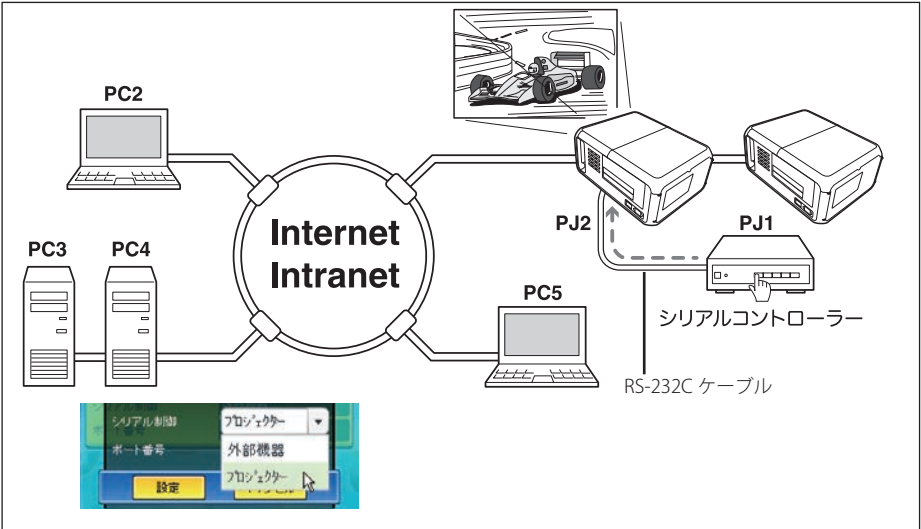 PC2
PC3
PC4
Internet
Intranet
PJ2
PJ1
PC5
シリアルコントローラー
RS-232C ケーブル
シリアル制御
プロジェクター
ポート番号
外部機器
プロジェクター
設定